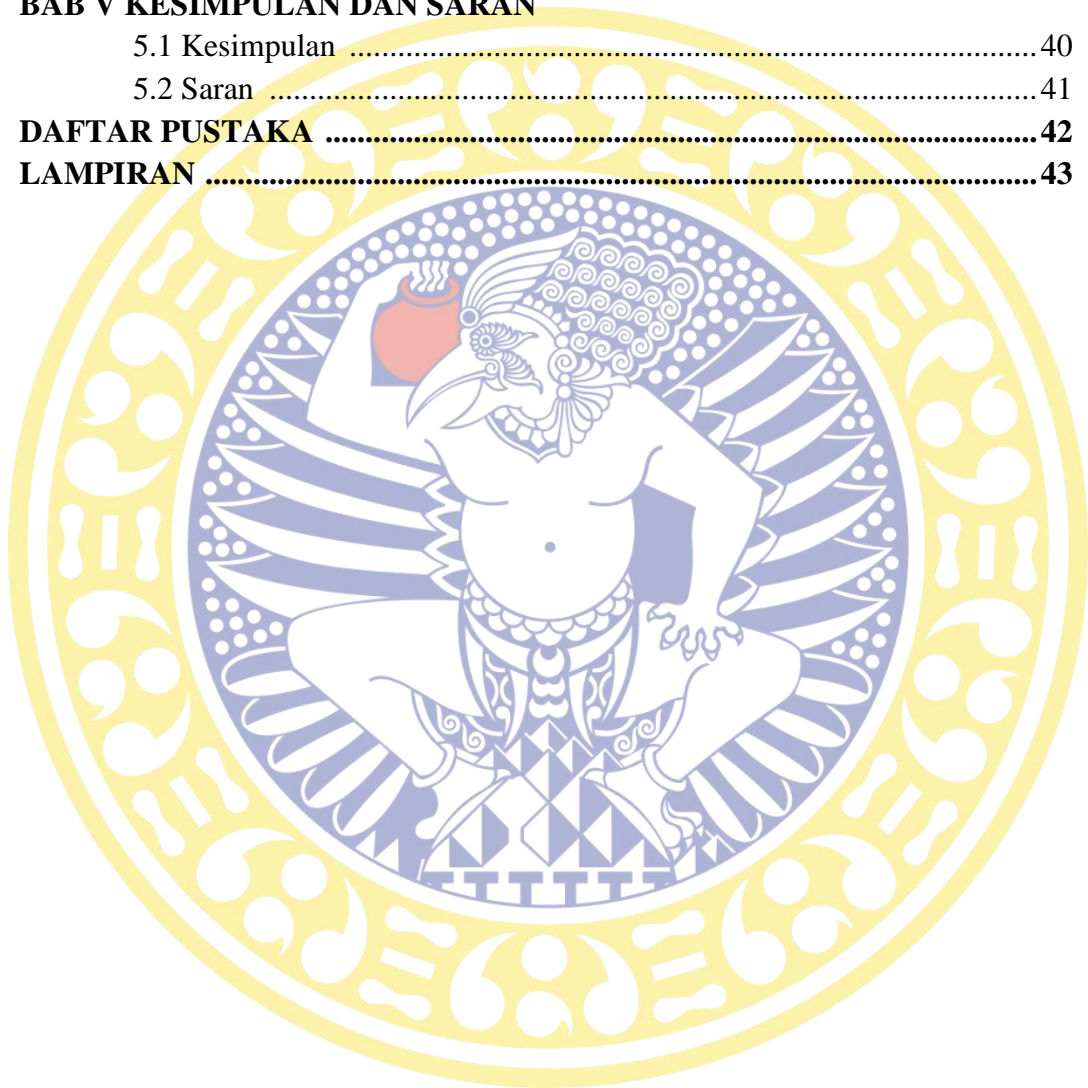 BAB V KESIMPULAN DAN SARAN
5.1 Kesimpulan ........................................................................................ 40
5.2 Saran .................................................................................................. 41
DAFTAR PUSTAKA ........................................................................................ 42
LAMPIRAN ........................................................................................................ 43